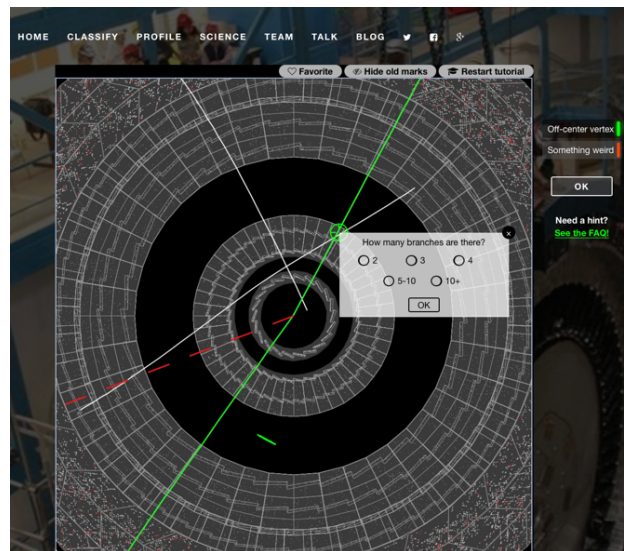 HOME CLASSIFY PROFILE SCIENCE TEAM TALK BLOG
Favorite Hide old marks Restart tutorial
Off-center vertex
Something weird
OK
Need a hint?
See the FAQ!
How many branches are there?
2 3 4
5-10 10+
OK